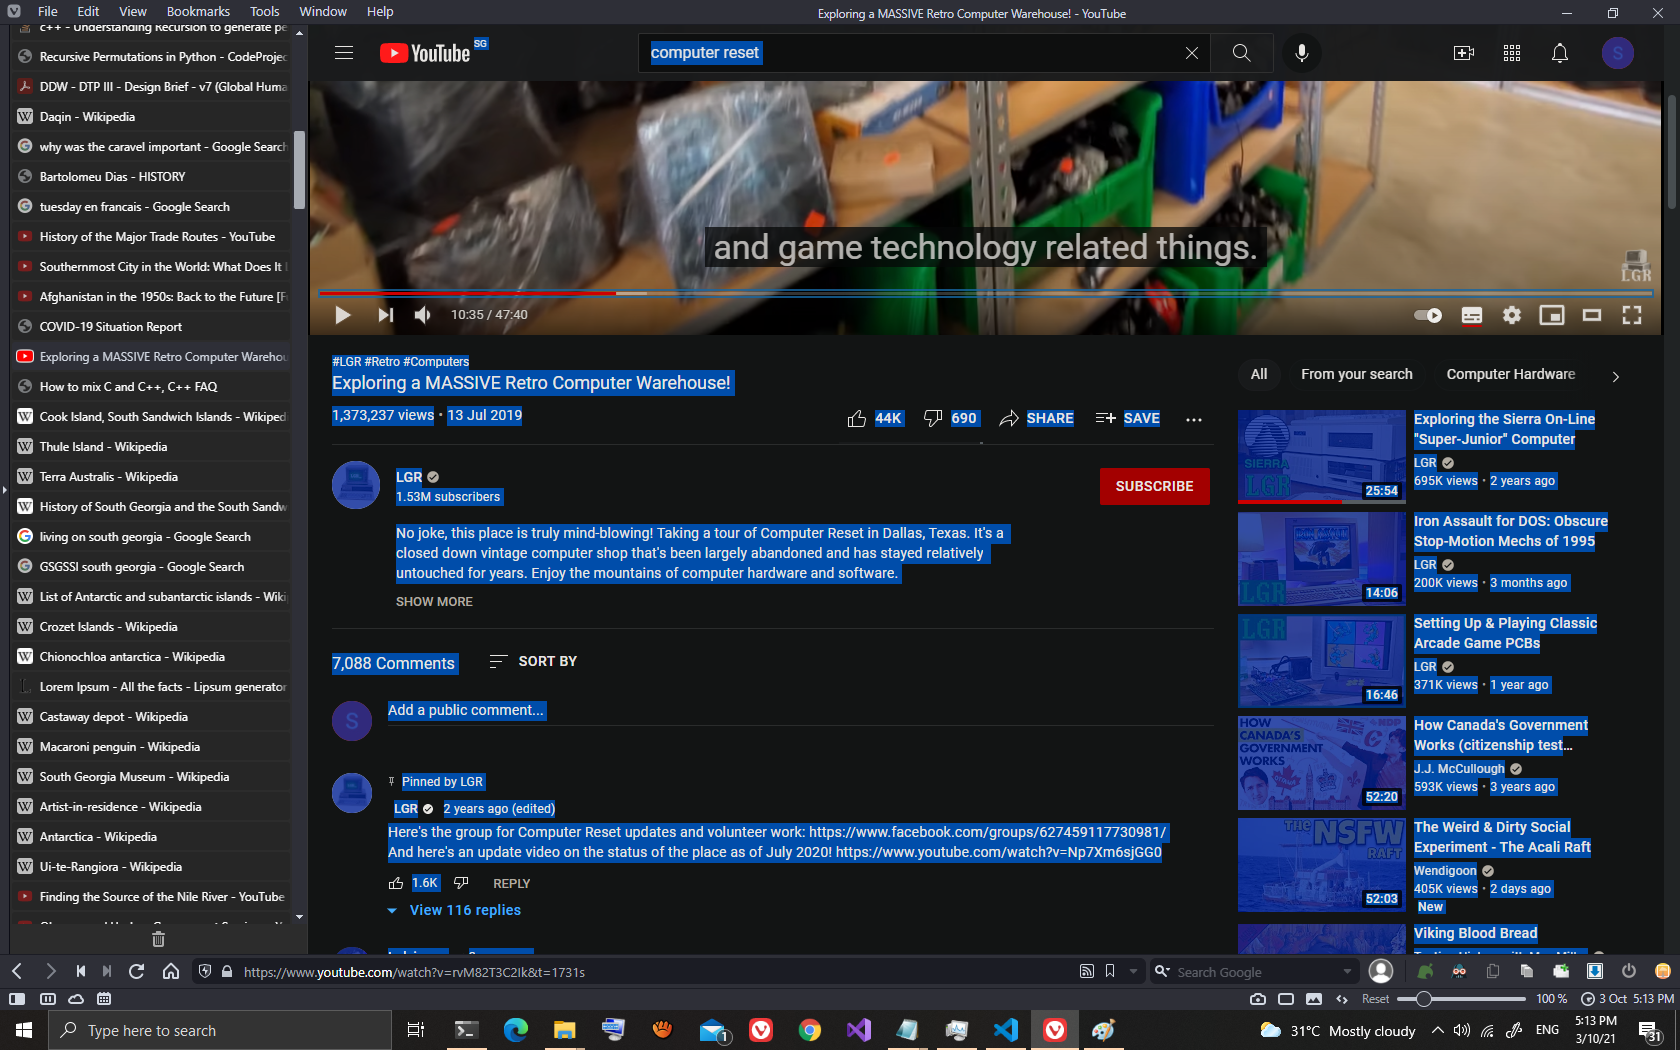 File Edit View Bookmarks Tools Window Help
Exploring a MASSIVE Retro Computer Warehouse! - YouTube
c++ - Understanding Recursion to generate pe
Recursive Permutations in Python - CodeProjec
DDW - DTP III - Design Brief - v7 (Global Huma
Daqin - Wikipedia
why was the caravel important - Google Search
Bartolomeu Dias - HISTORY
tuesday en francais - Google Search
History of the Major Trade Routes - YouTube
Southernmost City in the World: What Does It
Afghanistan in the 1950s: Back to the Future [F
COVID-19 Situation Report
Exploring a MASSIVE Retro Computer Warehou
How to mix C and C++, C++ FAQ
Cook Island, South Sandwich Islands - Wikiped
Thule Island - Wikipedia
Terra Australis - Wikipedia
History of South Georgia and the South Sandw
living on south georgia - Google Search
GSGSSI south georgia - Google Search
List of Antarctic and subantarctic islands - Wiki
Crozet Islands - Wikipedia
Chionochloa antarctica - Wikipedia
Lorem Ipsum - All the facts - Lipsum generator
Castaway depot - Wikipedia
Macaroni penguin - Wikipedia
South Georgia Museum - Wikipedia
Artist-in-residence - Wikipedia
Antarctica - Wikipedia
Ui-te-Rangiora - Wikipedia
Finding the Source of the Nile River - YouTube
YouTube SG
computer reset
S
and game technology related things.
LGR
10:35 / 47:40
#LGR #Retro #Computers
Exploring a MASSIVE Retro Computer Warehouse!
1,373,237 views • 13 Jul 2019
44K 690 SHARE SAVE
LGR
1.53M subscribers
SUBSCRIBE
No joke, this place is truly mind-blowing! Taking a tour of Computer Reset in Dallas, Texas. It's a
closed down vintage computer shop that's been largely abandoned and has stayed relatively
untouched for years. Enjoy the mountains of computer hardware and software.
SHOW MORE
7,088 Comments SORT BY
S
Add a public comment...
Pinned by LGR
LGR 2 years ago (edited)
Here's the group for Computer Reset updates and volunteer work: https://www.facebook.com/groups/627459117730981/
And here's an update video on the status of the place as of July 2020! https://www.youtube.com/watch?v=Np7Xm6sjGG0
1.6K REPLY
View 116 replies
All From your search Computer Hardware
SIERRA
LGR
25:54
Exploring the Sierra On-Line
"Super-Junior" Computer
LGR
695K views • 2 years ago
LGR
14:06
Iron Assault for DOS: Obscure
Stop-Motion Mechs of 1995
LGR
200K views • 3 months ago
LGR
16:46
Setting Up & Playing Classic
Arcade Game PCBs
LGR
371K views • 1 year ago
HOW
CANADA'S
GOVERNMENT
WORKS
NDP
52:20
How Canada's Government
Works (citizenship test...
J.J. McCullough
593K views • 3 years ago
THE NSFW
RAFT
52:03
The Weird & Dirty Social
Experiment - The Acali Raft
Wendigoon
405K views • 2 days ago
New
Viking Blood Bread
https://www.youtube.com/watch?v=rvM82T3C2Ik&t=1731s
Search Google
Reset 100 % 3 Oct 5:13 PM
Type here to search
1
31°C Mostly cloudy
ENG
5:13 PM
3/10/21
31